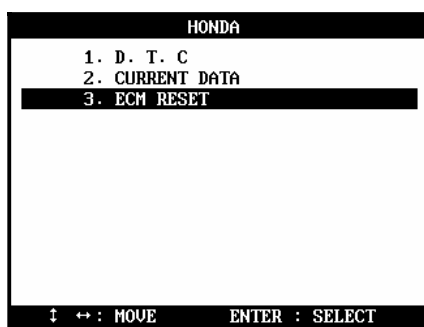 HONDA
1. D. T. C
2. CURRENT DATA
3. ECM RESET
↕ ↔: MOVE ENTER : SELECT